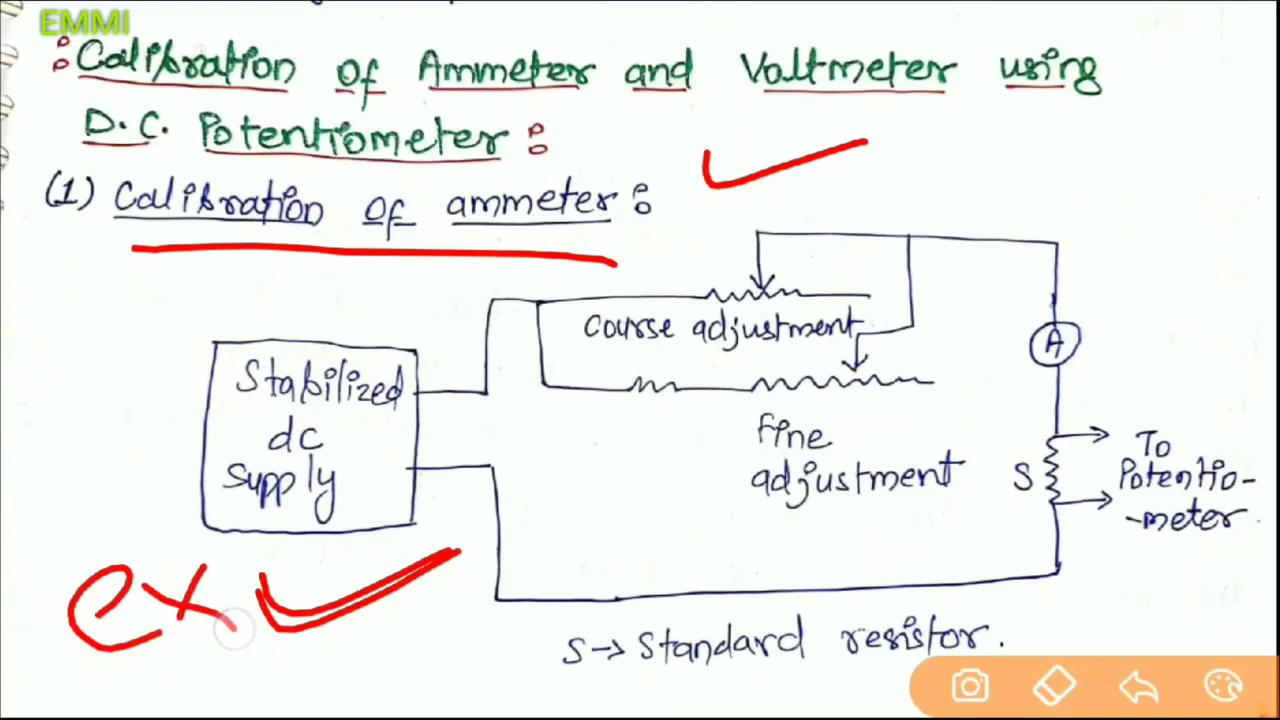 EMMI
: Calibration of Ammeter and Voltmeter using
D.C. Potentiometer :
(1) Calibration of ammeter :
Course adjustment
Stabilized
dc
supply
A
fine
adjustment
S
To
Potentio-
-meter
ex
S → Standard resistor.